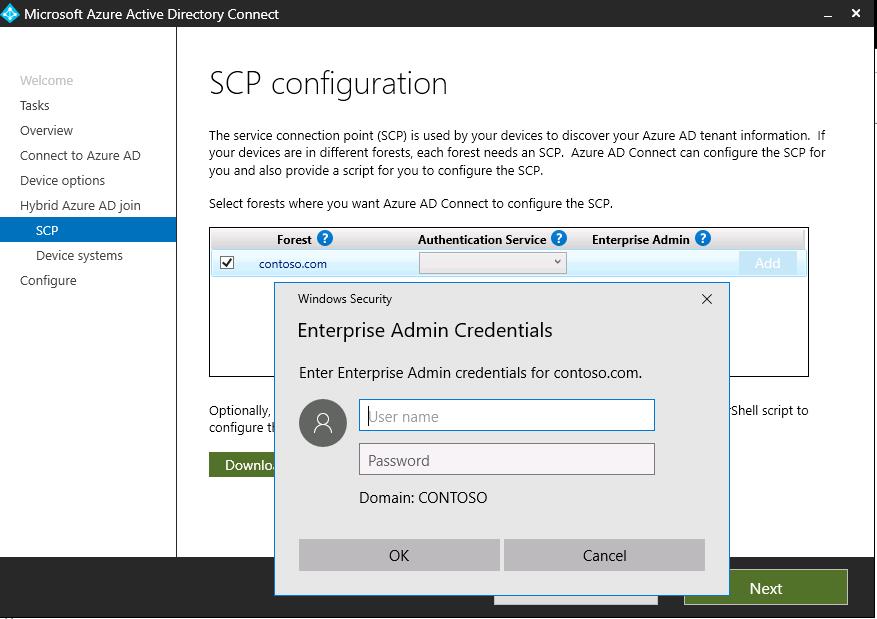 Microsoft Azure Active Directory Connect
Welcome
Tasks
Overview
Connect to Azure AD
Device options
Hybrid Azure AD join
SCP
Device systems
Configure
SCP configuration
The service connection point (SCP) is used by your devices to discover your Azure AD tenant information. If
your devices are in different forests, each forest needs an SCP. Azure AD Connect can configure the SCP for
you and also provide a script for you to configure the SCP.
Select forests where you want Azure AD Connect to configure the SCP.
Forest ? Authentication Service ? Enterprise Admin ?
contoso.com Add
Optionally,
rShell script to
configure
Windows Security
Enterprise Admin Credentials
Enter Enterprise Admin credentials for contoso.com.
User name
Password
Domain: CONTOSO
OK Cancel
Next